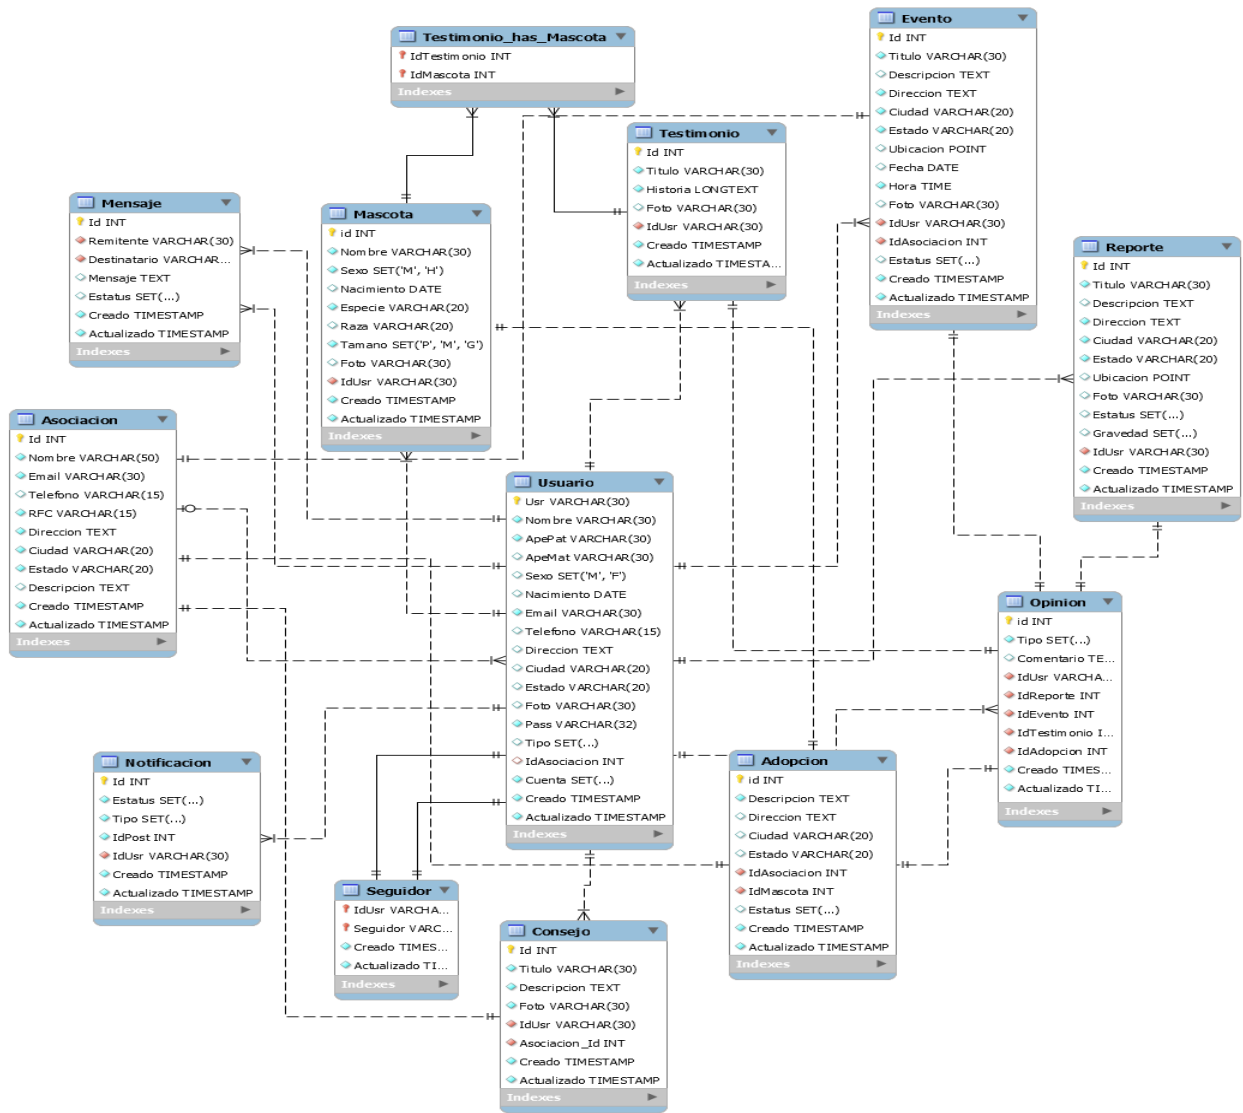 Testimonio_has_Mascota
IdTestimonio INT
IdMascota INT
Indexes
Evento
Id INT
Titulo VARCHAR(30)
Descripcion TEXT
Direccion TEXT
Ciudad VARCHAR(20)
Estado VARCHAR(20)
Ubicacion POINT
Fecha DATE
Hora TIME
Foto VARCHAR(30)
IdUsr VARCHAR(30)
IdAsociacion INT
Estatus SET(...)
Creado TIMESTAMP
Actualizado TIMESTAMP
Indexes
Testimonio
Id INT
Titulo VARCHAR(30)
Historia LONGTEXT
Foto VARCHAR(30)
IdUsr VARCHAR(30)
Creado TIMESTAMP
Actualizado TIMESTA...
Indexes
Mensaje
Id INT
Remitente VARCHAR(30)
Destinatario VARCHAR...
Mensaje TEXT
Estatus SET(...)
Creado TIMESTAMP
Actualizado TIMESTAMP
Indexes
Mascota
id INT
Nombre VARCHAR(30)
Sexo SET('M', 'H')
Nacimiento DATE
Especie VARCHAR(20)
Raza VARCHAR(20)
Tamano SET('P', 'M', 'G')
Foto VARCHAR(30)
IdUsr VARCHAR(30)
Creado TIMESTAMP
Actualizado TIMESTAMP
Indexes
Reporte
Id INT
Titulo VARCHAR(30)
Descripcion TEXT
Direccion TEXT
Ciudad VARCHAR(20)
Estado VARCHAR(20)
Ubicacion POINT
Foto VARCHAR(30)
Estatus SET(...)
Gravedad SET(...)
IdUsr VARCHAR(30)
Creado TIMESTAMP
Actualizado TIMESTAMP
Indexes
Asociacion
Id INT
Nombre VARCHAR(50)
Email VARCHAR(30)
Telefono VARCHAR(15)
RFC VARCHAR(15)
Direccion TEXT
Ciudad VARCHAR(20)
Estado VARCHAR(20)
Descripcion TEXT
Creado TIMESTAMP
Actualizado TIMESTAMP
Indexes
Usuario
Usr VARCHAR(30)
Nombre VARCHAR(30)
ApePat VARCHAR(30)
ApeMat VARCHAR(30)
Sexo SET('M', 'F')
Nacimiento DATE
Email VARCHAR(30)
Telefono VARCHAR(15)
Direccion TEXT
Ciudad VARCHAR(20)
Estado VARCHAR(20)
Foto VARCHAR(30)
Pass VARCHAR(32)
Tipo SET(...)
IdAsociacion INT
Cuenta SET(...)
Creado TIMESTAMP
Actualizado TIMESTAMP
Indexes
Opinion
id INT
Tipo SET(...)
Comentario TE...
IdUsr VARCHA...
IdReporte INT
IdEvento INT
IdTestimonio I...
IdAdopcion INT
Creado TIMES...
Actualizado TI...
Indexes
Notificacion
Id INT
Estatus SET(...)
Tipo SET(...)
IdPost INT
IdUsr VARCHAR(30)
Creado TIMESTAMP
Actualizado TIMESTAMP
Indexes
Adopcion
id INT
Descripcion TEXT
Direccion TEXT
Ciudad VARCHAR(20)
Estado VARCHAR(20)
IdAsociacion INT
IdMascota INT
Estatus SET(...)
Creado TIMESTAMP
Actualizado TIMESTAMP
Indexes
Seguidor
IdUsr VARCHA...
Seguidor VARC...
Creado TIMES...
Actualizado TI...
Indexes
Consejo
Id INT
Titulo VARCHAR(30)
Descripcion TEXT
Foto VARCHAR(30)
IdUsr VARCHAR(30)
Asociacion_Id INT
Creado TIMESTAMP
Actualizado TIMESTAMP
Indexes